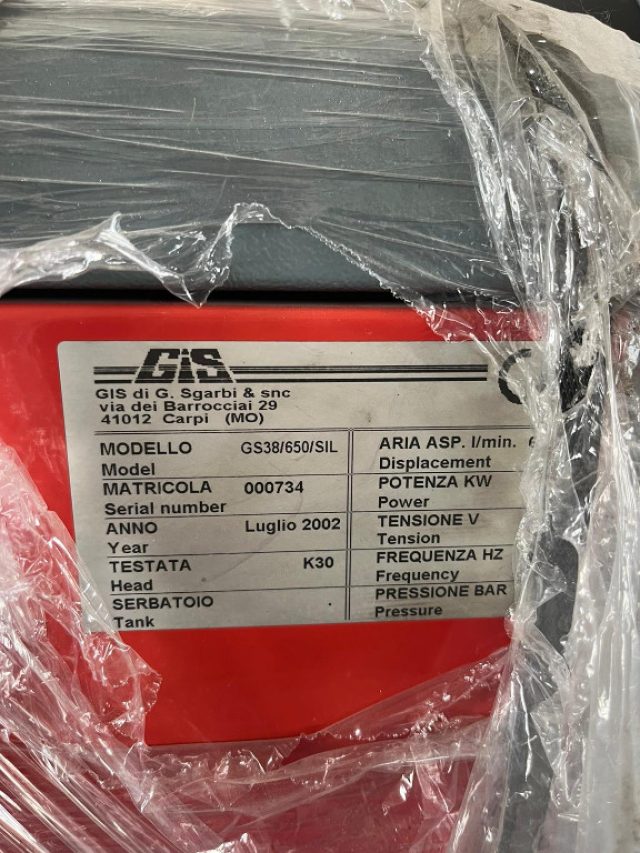 GIS
GIS di G. Sgarbi & snc
via dei Barrocciai 29
41012 Carpi (MO)
MODELLO GS38/650/SIL
Model
MATRICOLA 000734
Serial number
ANNO Luglio 2002
Year
TESTATA K30
Head
SERBATOIO
Tank
ARIA ASP. l/min.
Displacement
POTENZA KW
Power
TENSIONE V
Tension
FREQUENZA HZ
Frequency
PRESSIONE BAR
Pressure